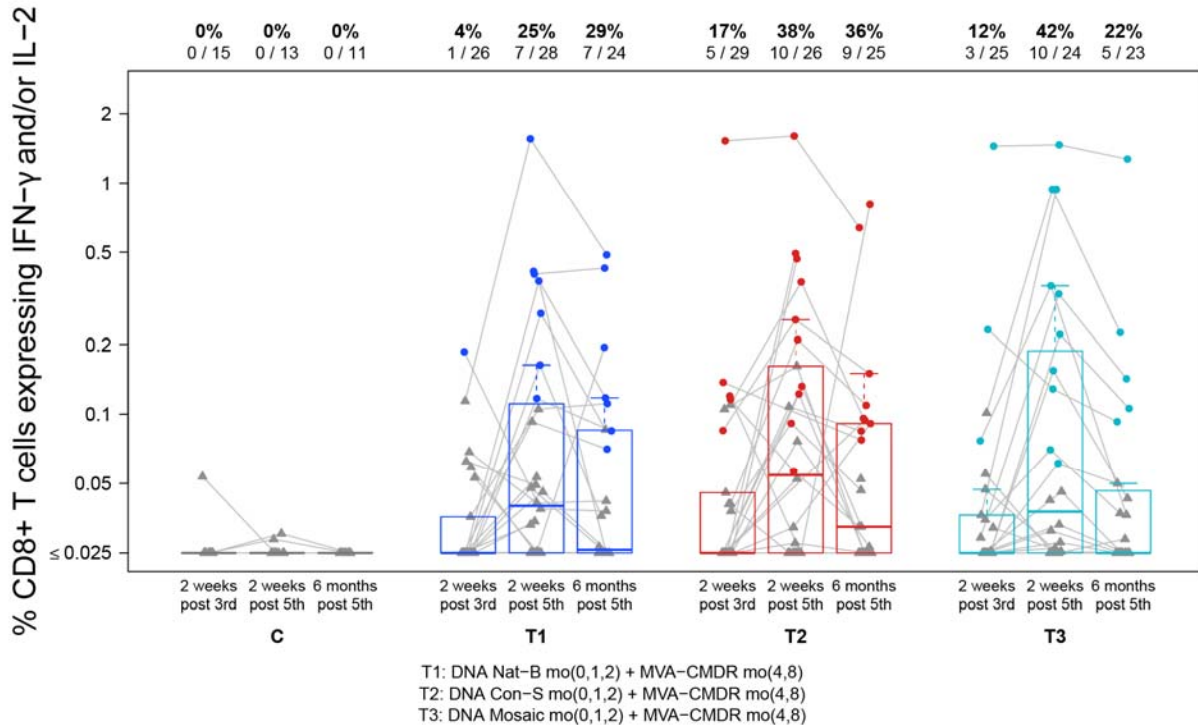 % CD8+ T cells expressing IFN−γ and/or IL−2
0% 0% 0% 4% 25% 29% 17% 38% 36% 12% 42% 22%
0 / 15 0 / 13 0 / 11 1 / 26 7 / 28 7 / 24 5 / 29 10 / 26 9 / 25 3 / 25 10 / 24 5 / 23
2
1
0.5
0.2
0.1
0.05
≤ 0.025
2 weeks 2 weeks 6 months 2 weeks 2 weeks 6 months 2 weeks 2 weeks 6 months 2 weeks 2 weeks 6 months
post 3rd post 5th post 5th post 3rd post 5th post 5th post 3rd post 5th post 5th post 3rd post 5th post 5th
C T1 T2 T3
T1: DNA Nat−B mo(0,1,2) + MVA−CMDR mo(4,8)
T2: DNA Con−S mo(0,1,2) + MVA−CMDR mo(4,8)
T3: DNA Mosaic mo(0,1,2) + MVA−CMDR mo(4,8)